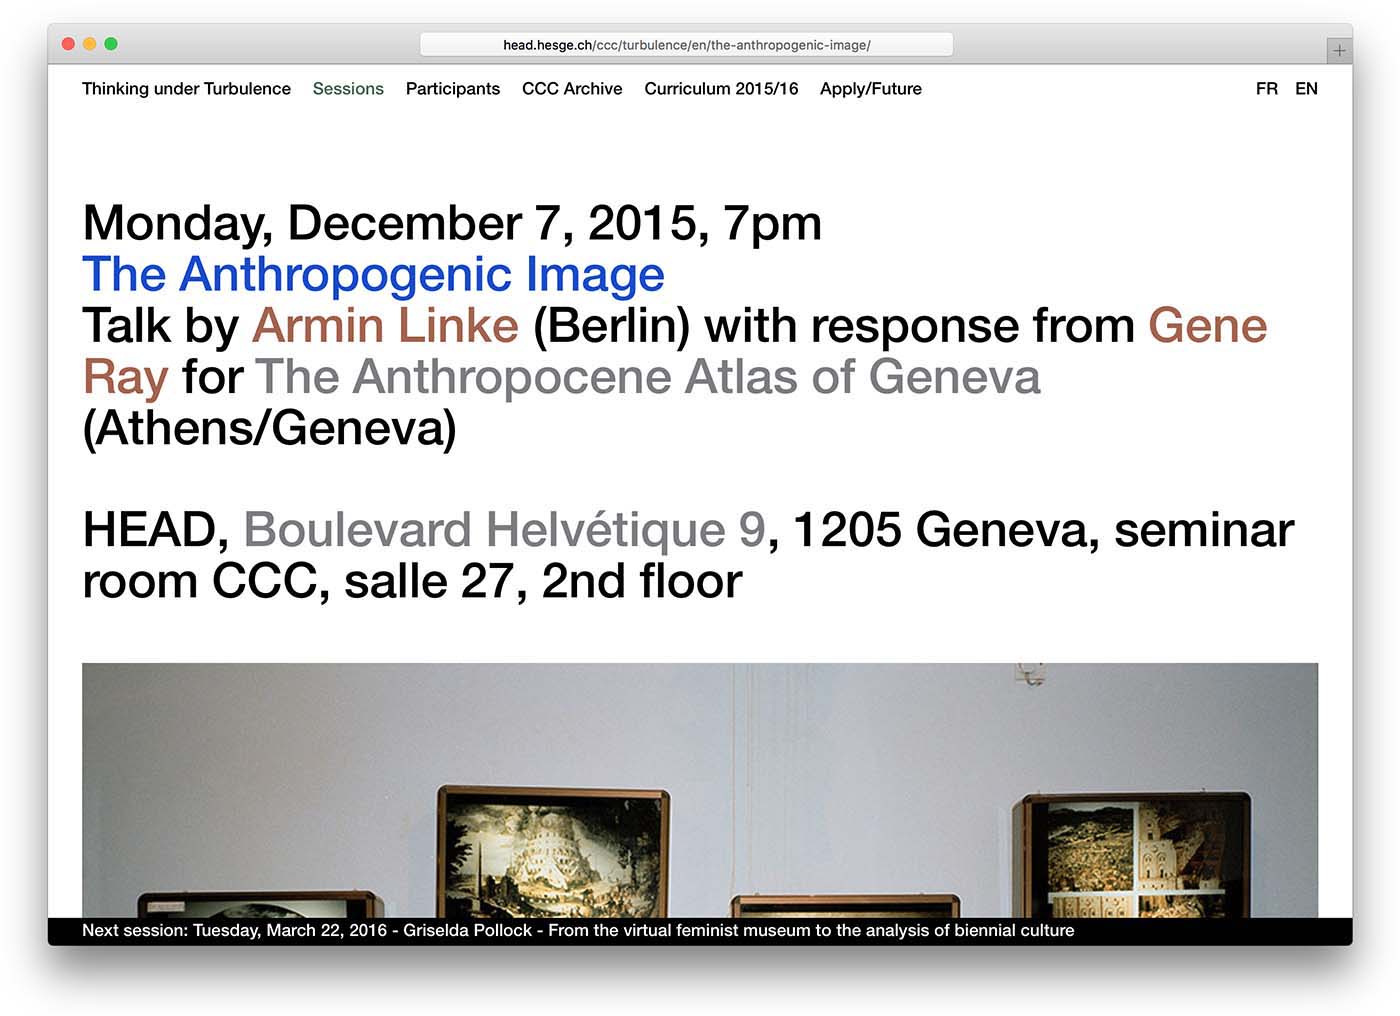 head.hesge.ch/ccc/turbulence/en/the-anthropogenic-image/
Thinking under Turbulence Sessions Participants CCC Archive Curriculum 2015/16 Apply/Future FR EN
Monday, December 7, 2015, 7pm
The Anthropogenic Image
Talk by Armin Linke (Berlin) with response from Gene
Ray for The Anthropocene Atlas of Geneva
(Athens/Geneva)
HEAD, Boulevard Helvétique 9, 1205 Geneva, seminar
room CCC, salle 27, 2nd floor
Next session: Tuesday, March 22, 2016 - Griselda Pollock - From the virtual feminist museum to the analysis of biennial culture